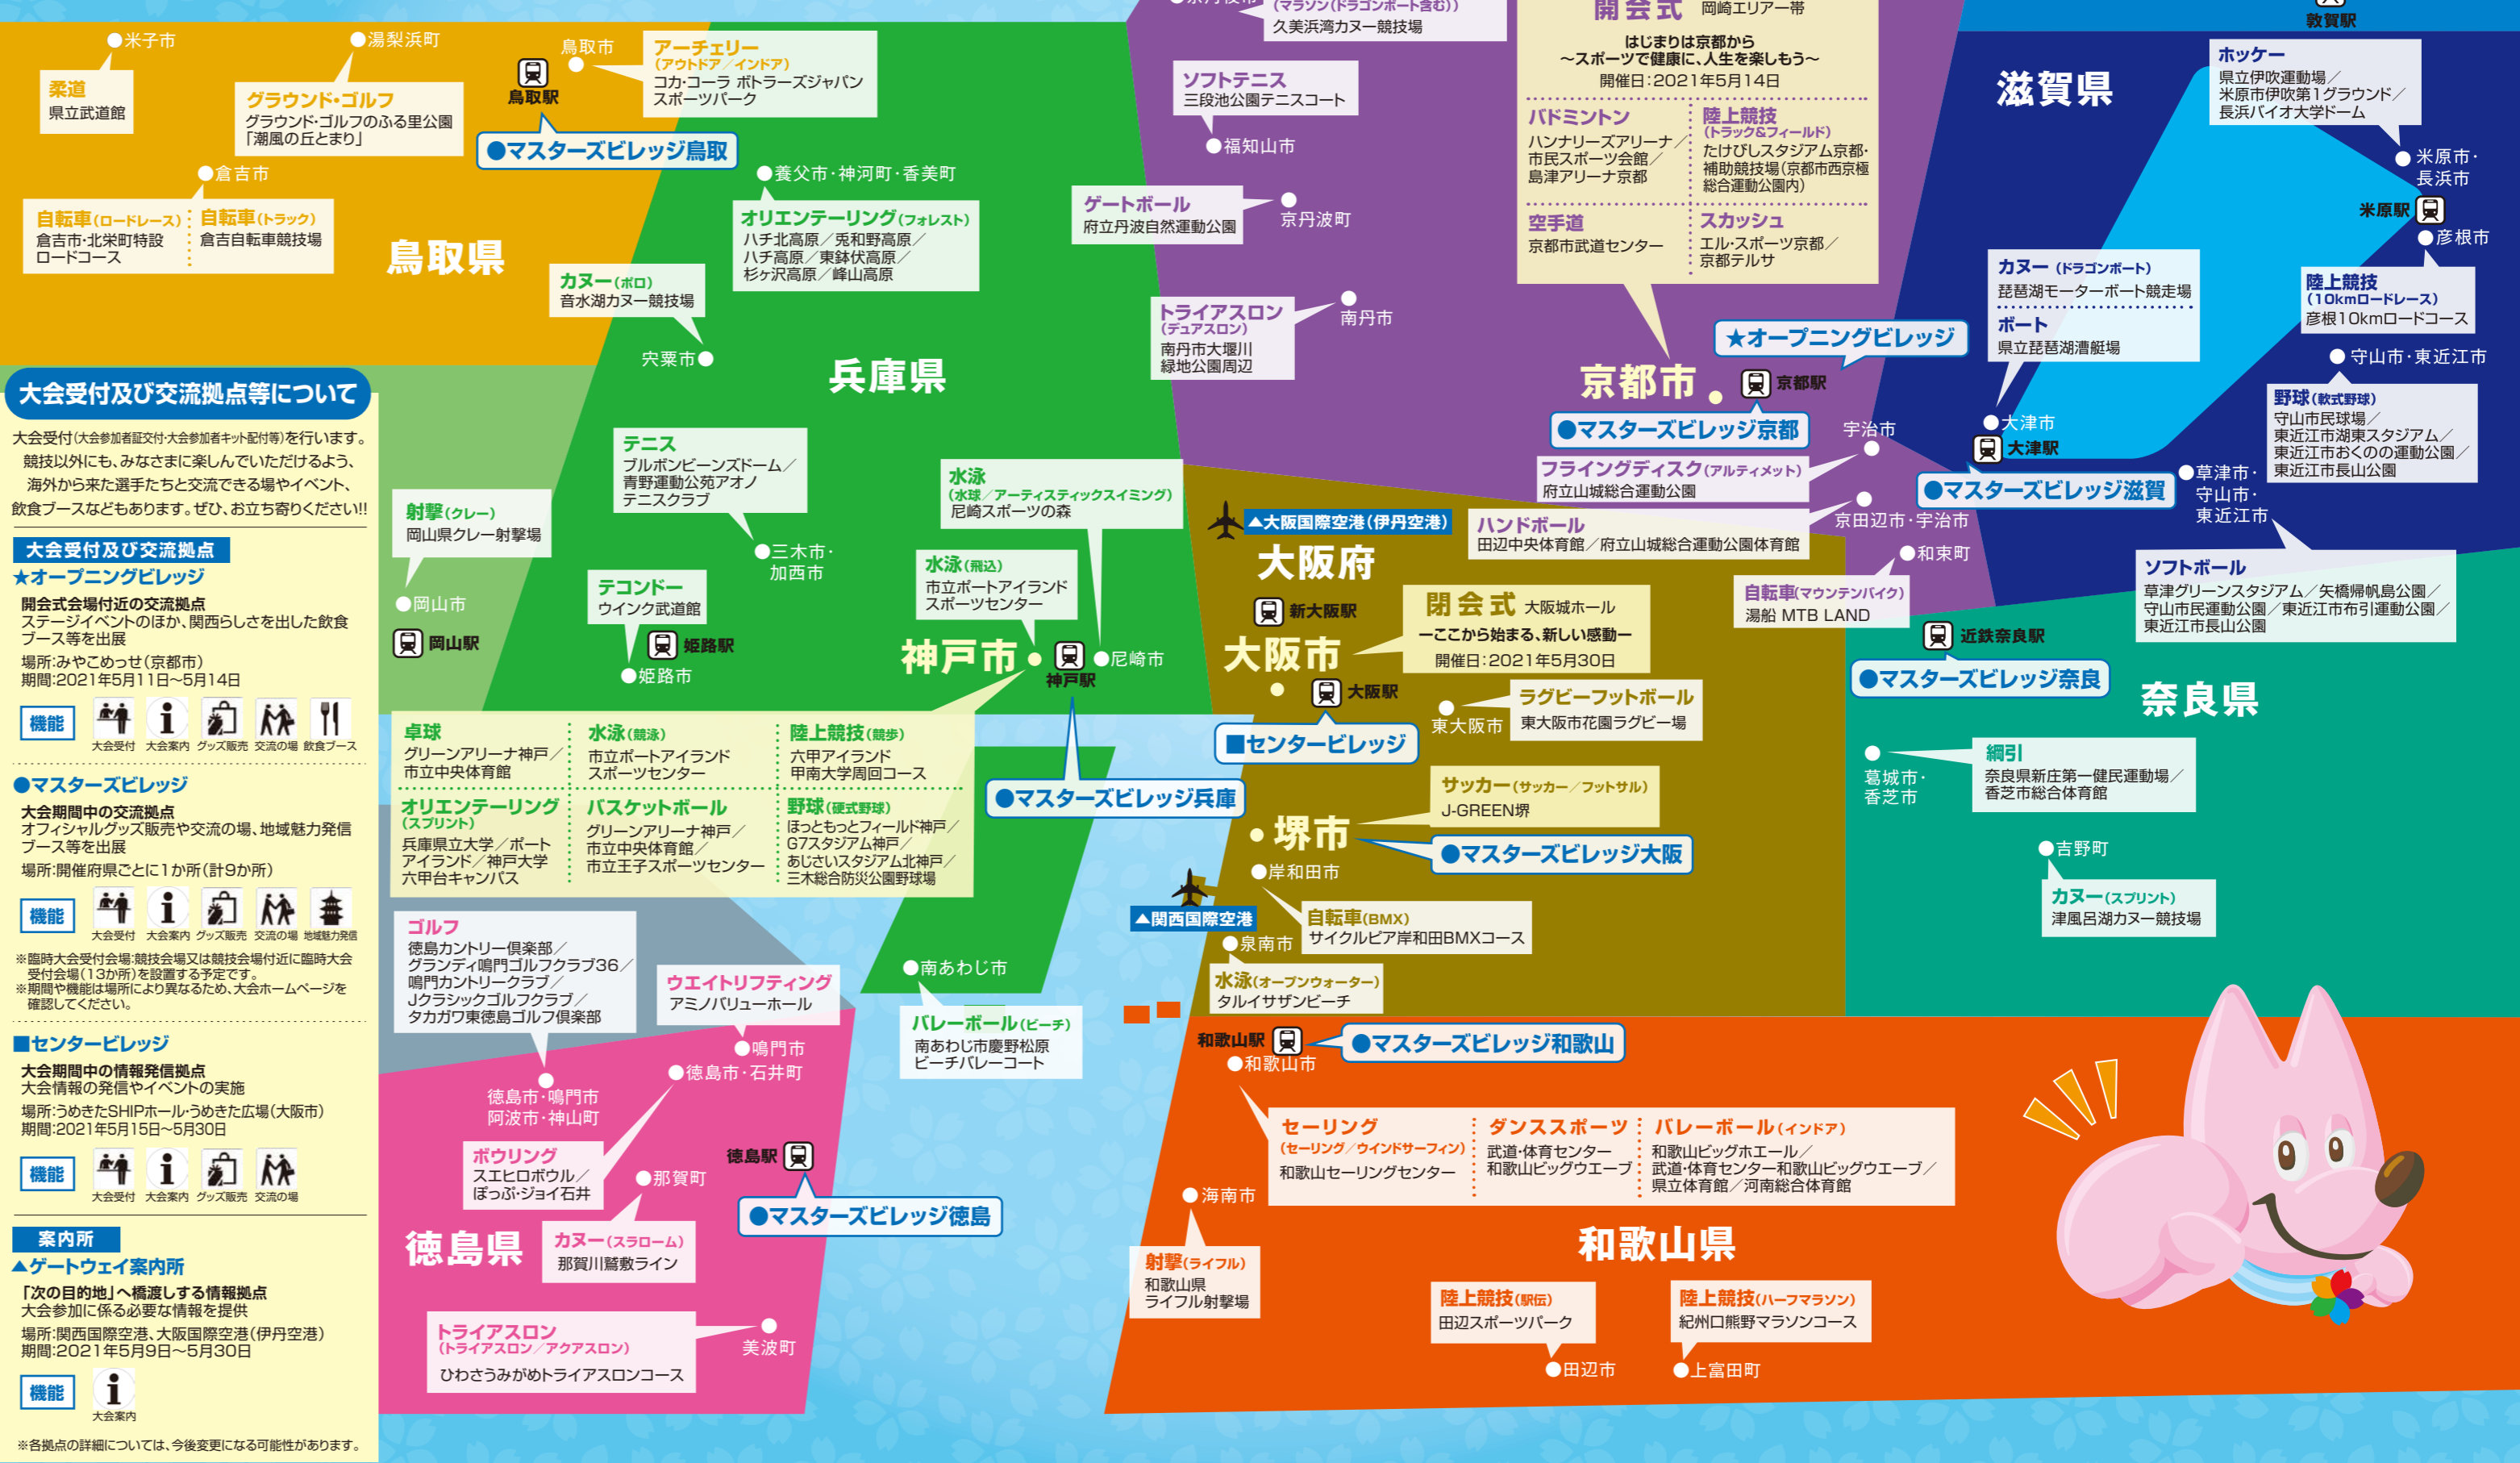 米子市
柔道
県立武道館
湯梨浜町
グラウンド・ゴルフ
グラウンド・ゴルフのふる里公園
「潮風の丘とまり」
鳥取駅
鳥取市
アーチェリー
(アウトドア／インドア)
コカ・コーラ ボトラーズジャパン
スポーツパーク
●マスターズビレッジ鳥取
倉吉市
自転車(ロードレース)
倉吉市・北栄町特設
ロードコース
自転車(トラック)
倉吉自転車競技場
鳥取県
養父市・神河町・香美町
オリエンテーリング(フォレスト)
ハチ北高原／兎和野高原／
ハチ高原／東鉢伏高原／
杉ヶ沢高原／峰山高原
カヌー(ポロ)
音水湖カヌー競技場
宍粟市
兵庫県
テニス
ブルボンビーンズドーム／
青野運動公苑アオノ
テニスクラブ
三木市・
加西市
水泳
(水球／アーティスティックスイミング)
尼崎スポーツの森
水泳(飛込)
市立ポートアイランド
スポーツセンター
射撃(クレー)
岡山県クレー射撃場
岡山市
岡山駅
テコンドー
ウインク武道館
姫路駅
姫路市
神戸市
神戸駅
尼崎市
卓球
グリーンアリーナ神戸／
市立中央体育館
水泳(競泳)
市立ポートアイランド
スポーツセンター
陸上競技(競歩)
六甲アイランド
甲南大学周回コース
オリエンテーリング
(スプリント)
兵庫県立大学／ポート
アイランド／神戸大学
六甲台キャンパス
バスケットボール
グリーンアリーナ神戸／
市立中央体育館／
市立王子スポーツセンター
野球(硬式野球)
ほっともっとフィールド神戸／
G7スタジアム神戸／
あじさいスタジアム北神戸／
三木総合防災公園野球場
●マスターズビレッジ兵庫
南あわじ市
バレーボール(ビーチ)
南あわじ市慶野松原
ビーチバレーコート
(マラソン(ドラゴンボート含む))
久美浜湾カヌー競技場
ソフトテニス
三段池公園テニスコート
福知山市
ゲートボール
府立丹波自然運動公園
京丹波町
トライアスロン
(デュアスロン)
南丹市大堰川
緑地公園周辺
南丹市
開会式 岡崎エリア一帯
はじまりは京都から
～スポーツで健康に、人生を楽しもう～
開催日：2021年5月14日
バドミントン
ハンナリーズアリーナ／
市民スポーツ会館／
島津アリーナ京都
陸上競技
(トラック&フィールド)
たけびしスタジアム京都・
補助競技場(京都市西京極
総合運動公園内)
空手道
京都市武道センター
スカッシュ
エル・スポーツ京都／
京都テルサ
★オープニングビレッジ
京都市
京都駅
●マスターズビレッジ京都
宇治市
フライングディスク(アルティメット)
府立山城総合運動公園
ハンドボール
田辺中央体育館／府立山城総合運動公園体育館
京田辺市・宇治市
和束町
自転車(マウンテンバイク)
湯船 MTB LAND
敦賀駅
滋賀県
ホッケー
県立伊吹運動場／
米原市伊吹第1グラウンド／
長浜バイオ大学ドーム
米原市・
長浜市
米原駅
彦根市
陸上競技
(10kmロードレース)
彦根10kmロードコース
カヌー (ドラゴンボート)
琵琶湖モーターボート競走場
ボート
県立琵琶湖漕艇場
大津市
大津駅
●マスターズビレッジ滋賀
守山市・東近江市
野球(軟式野球)
守山市民球場／
東近江市湖東スタジアム／
東近江市おくのの運動公園／
東近江市長山公園
草津市・
守山市・
東近江市
ソフトボール
草津グリーンスタジアム／矢橋帰帆島公園／
守山市民運動公園／東近江市布引運動公園／
東近江市長山公園
▲大阪国際空港(伊丹空港)
大阪府
新大阪駅
大阪市
閉会式 大阪城ホール
ーここから始まる、新しい感動ー
開催日：2021年5月30日
大阪駅
■センタービレッジ
東大阪市
ラグビーフットボール
東大阪市花園ラグビー場
サッカー(サッカー／フットサル)
J-GREEN堺
堺市
●マスターズビレッジ大阪
岸和田市
自転車(BMX)
サイクルピア岸和田BMXコース
▲関西国際空港
泉南市
水泳(オープンウォーター)
タルイサザンビーチ
近鉄奈良駅
●マスターズビレッジ奈良
奈良県
葛城市・
香芝市
綱引
奈良県新庄第一健民運動場／
香芝市総合体育館
吉野町
カヌー(スプリント)
津風呂湖カヌー競技場
和歌山駅
●マスターズビレッジ和歌山
和歌山市
セーリング
(セーリング／ウインドサーフィン)
和歌山セーリングセンター
ダンススポーツ
武道・体育センター
和歌山ビッグウエーブ
バレーボール(インドア)
和歌山ビッグホエール／
武道・体育センター和歌山ビッグウエーブ／
県立体育館／河南総合体育館
海南市
射撃(ライフル)
和歌山県
ライフル射撃場
和歌山県
陸上競技(駅伝)
田辺スポーツパーク
田辺市
陸上競技(ハーフマラソン)
紀州口熊野マラソンコース
上富田町
ゴルフ
徳島カントリー倶楽部／
グランディ鳴門ゴルフクラブ36／
鳴門カントリークラブ／
Jクラシックゴルフクラブ／
タカガワ東徳島ゴルフ倶楽部
徳島市・鳴門市
阿波市・神山町
ウエイトリフティング
アミノバリューホール
鳴門市
徳島市・石井町
ボウリング
スエヒロボウル／
ぽっぷ・ジョイ石井
那賀町
カヌー(スラローム)
那賀川鷲敷ライン
徳島駅
●マスターズビレッジ徳島
徳島県
トライアスロン
(トライアスロン／アクアスロン)
ひわさうみがめトライアスロンコース
美波町
大会受付及び交流拠点等について
大会受付(大会参加者証交付・大会参加者キット配付等)を行います。
競技以外にも、みなさまに楽しんでいただけるよう、
海外から来た選手たちと交流できる場やイベント、
飲食ブースなどもあります。ぜひ、お立ち寄りください!!
大会受付及び交流拠点
★オープニングビレッジ
開会式会場付近の交流拠点
ステージイベントのほか、関西らしさを出した飲食
ブース等を出展
場所：みやこめっせ(京都市)
期間：2021年5月11日～5月14日
機能
大会受付 大会案内 グッズ販売 交流の場 飲食ブース
●マスターズビレッジ
大会期間中の交流拠点
オフィシャルグッズ販売や交流の場、地域魅力発信
ブース等を出展
場所：開催府県ごとに1か所(計9か所)
機能
大会受付 大会案内 グッズ販売 交流の場 地域魅力発信
※臨時大会受付会場：競技会場又は競技会場付近に臨時大会
受付会場(13か所)を設置する予定です。
※期間や機能は場所により異なるため、大会ホームページを
確認してください。
■センタービレッジ
大会期間中の情報発信拠点
大会情報の発信やイベントの実施
場所：うめきたSHIPホール・うめきた広場(大阪市)
期間：2021年5月15日～5月30日
機能
大会受付 大会案内 グッズ販売 交流の場
案内所
▲ゲートウェイ案内所
「次の目的地」へ橋渡しする情報拠点
大会参加に係る必要な情報を提供
場所：関西国際空港、大阪国際空港(伊丹空港)
期間：2021年5月9日～5月30日
機能
大会案内
※各拠点の詳細については、今後変更になる可能性があります。